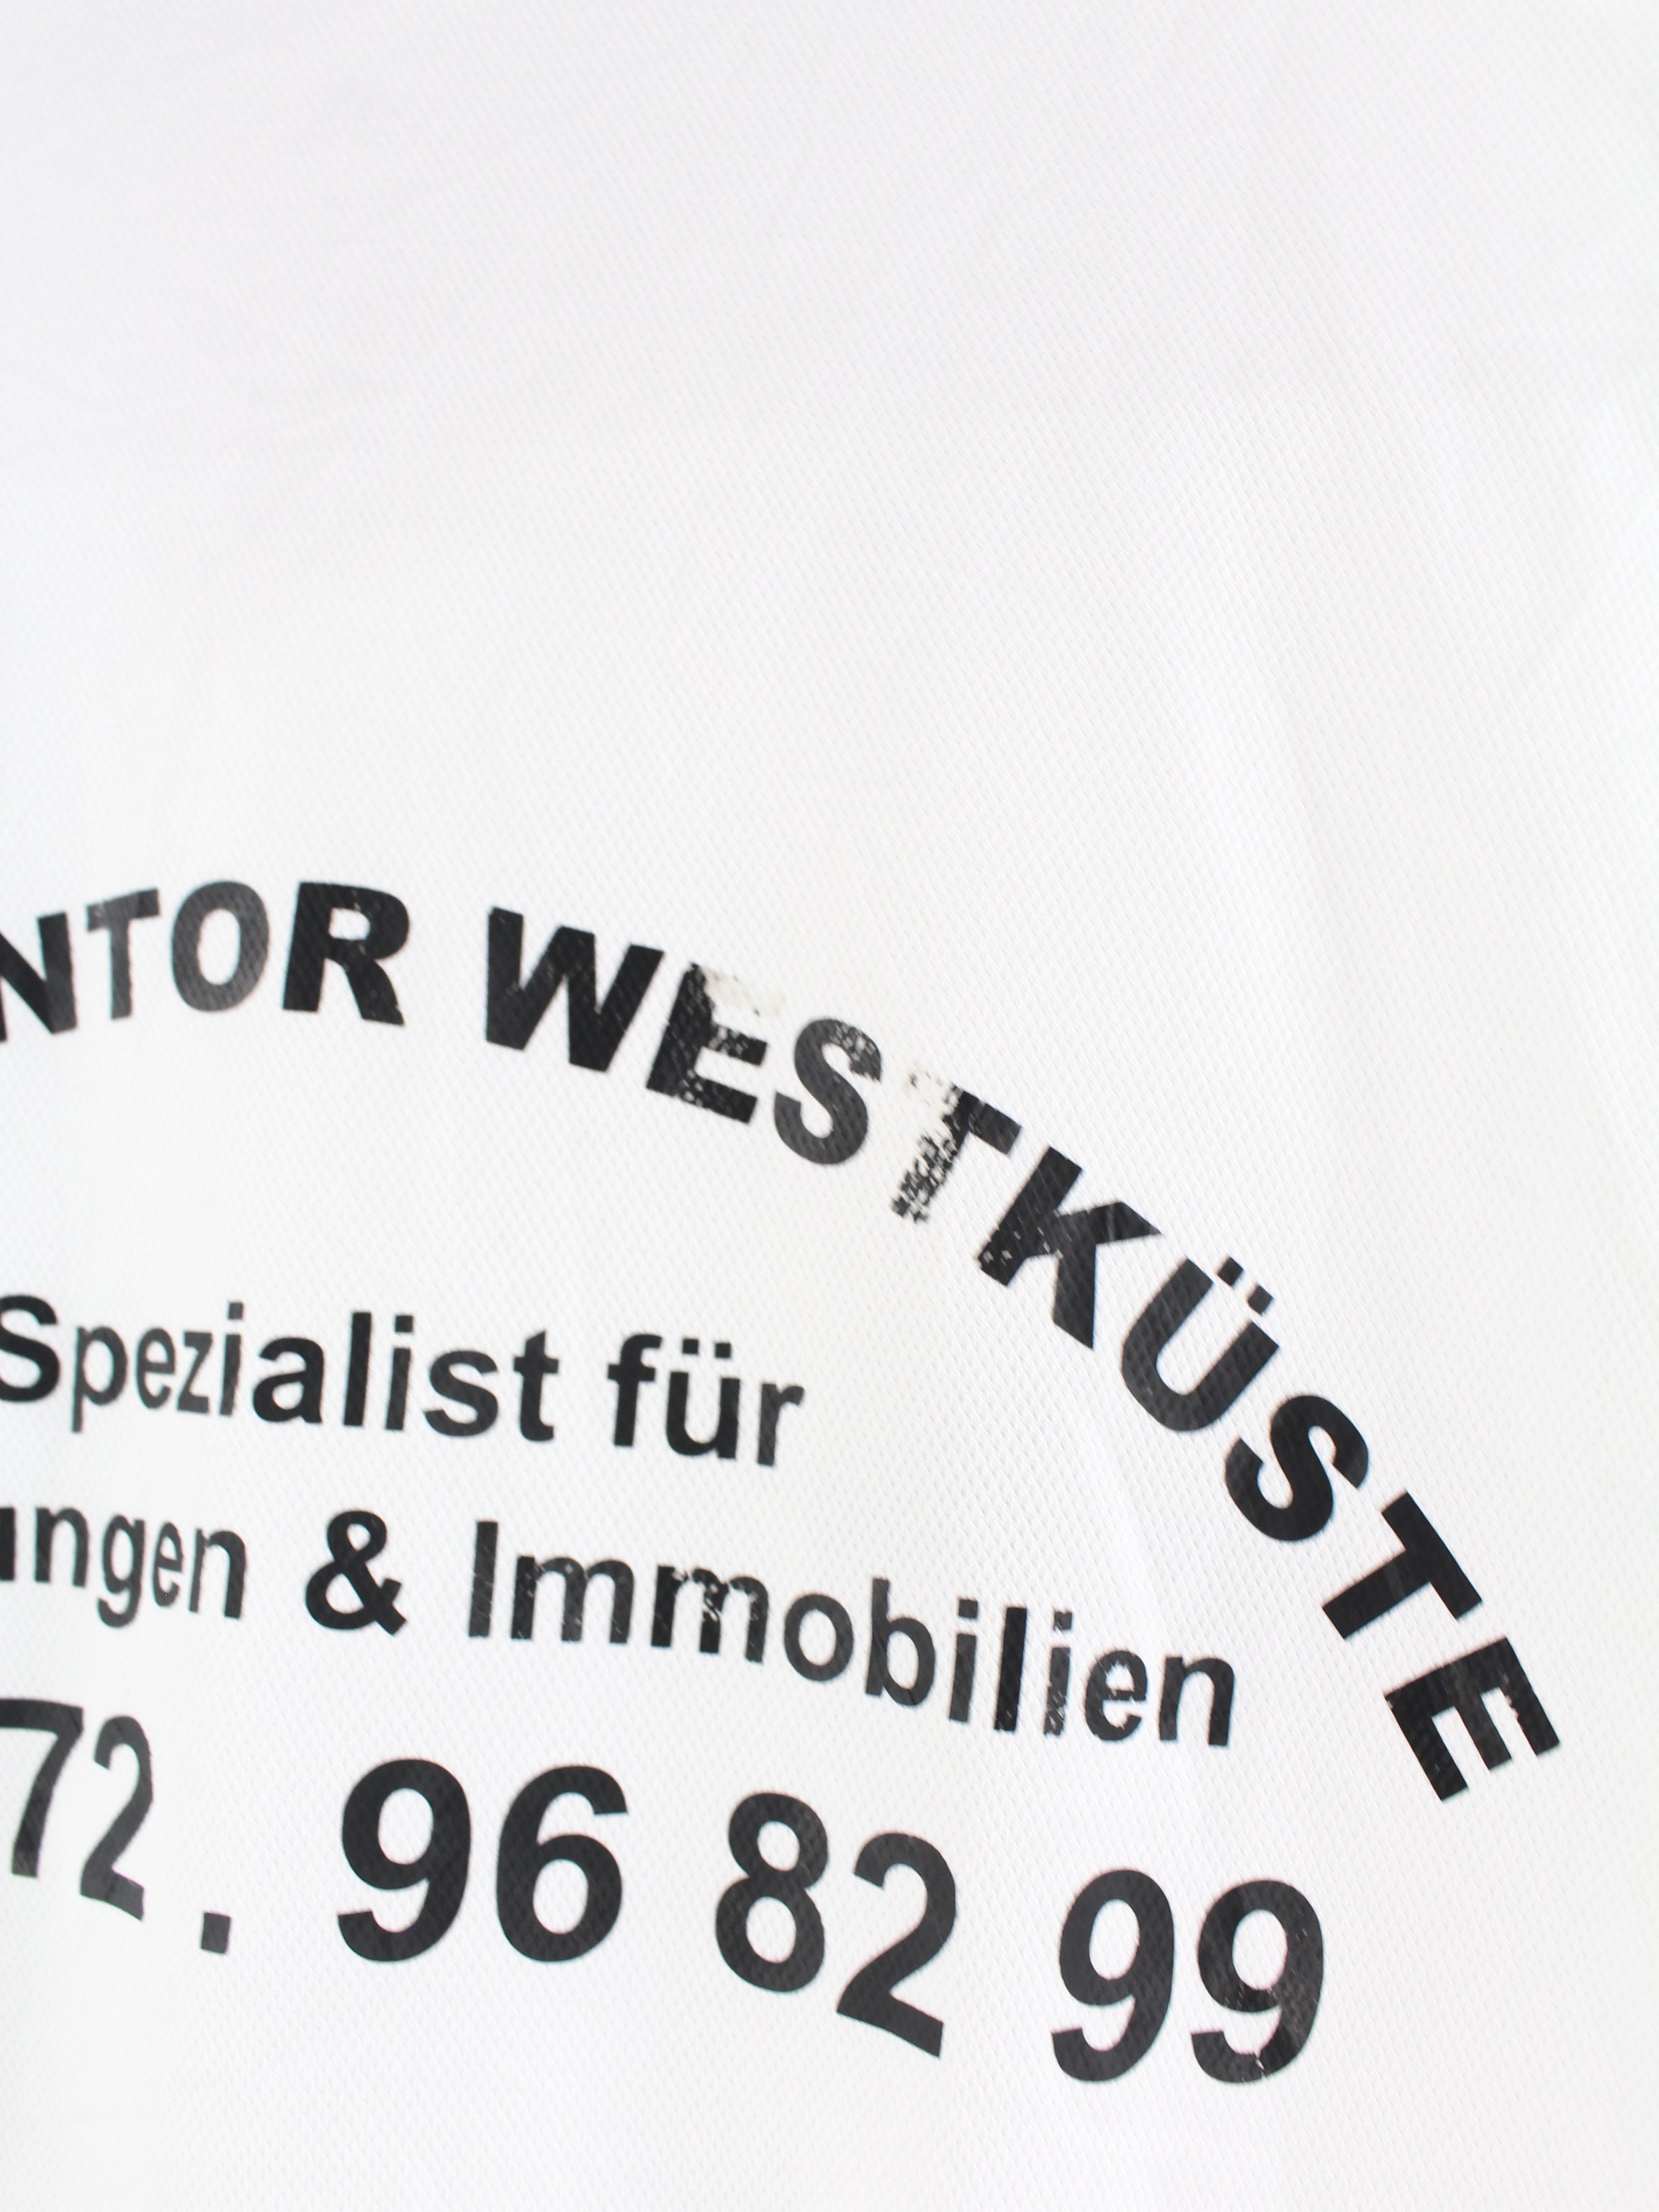 NTOR WESTKÜSTE
Spezialist für
ungen & Immobilien
72. 96 82 99